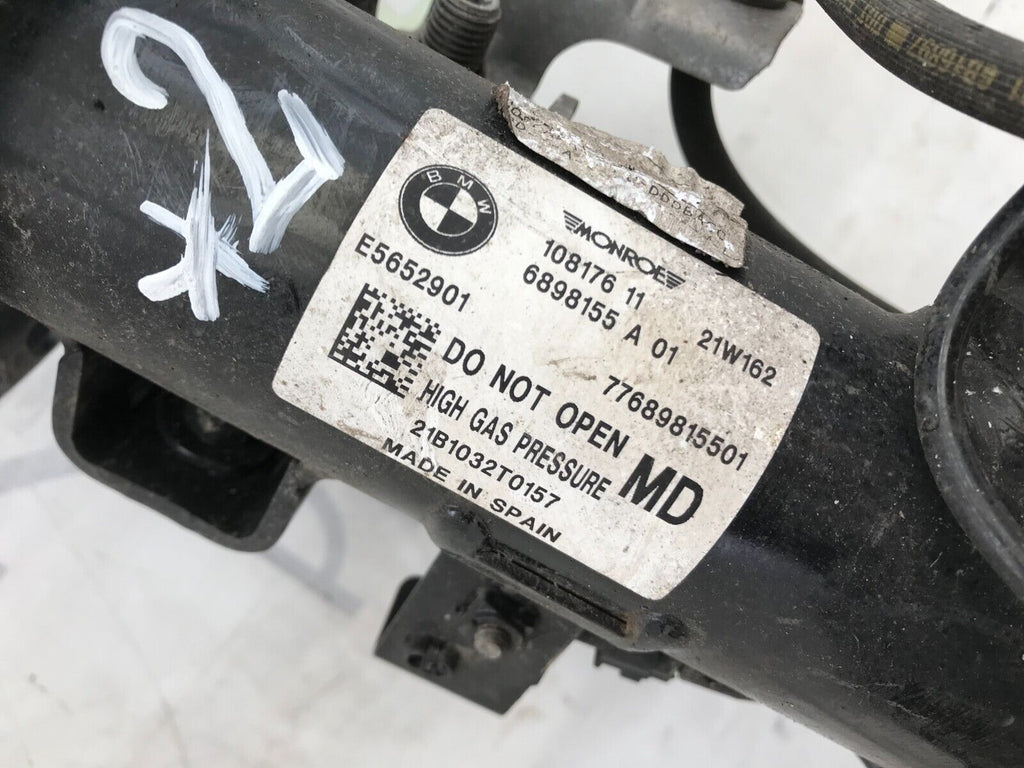 BMW
MONROE
108176 11
21W162
E5652901
6898155 A 01
77689815501
DO NOT OPEN
HIGH GAS PRESSURE
MD
21B1032T0157
MADE IN SPAIN